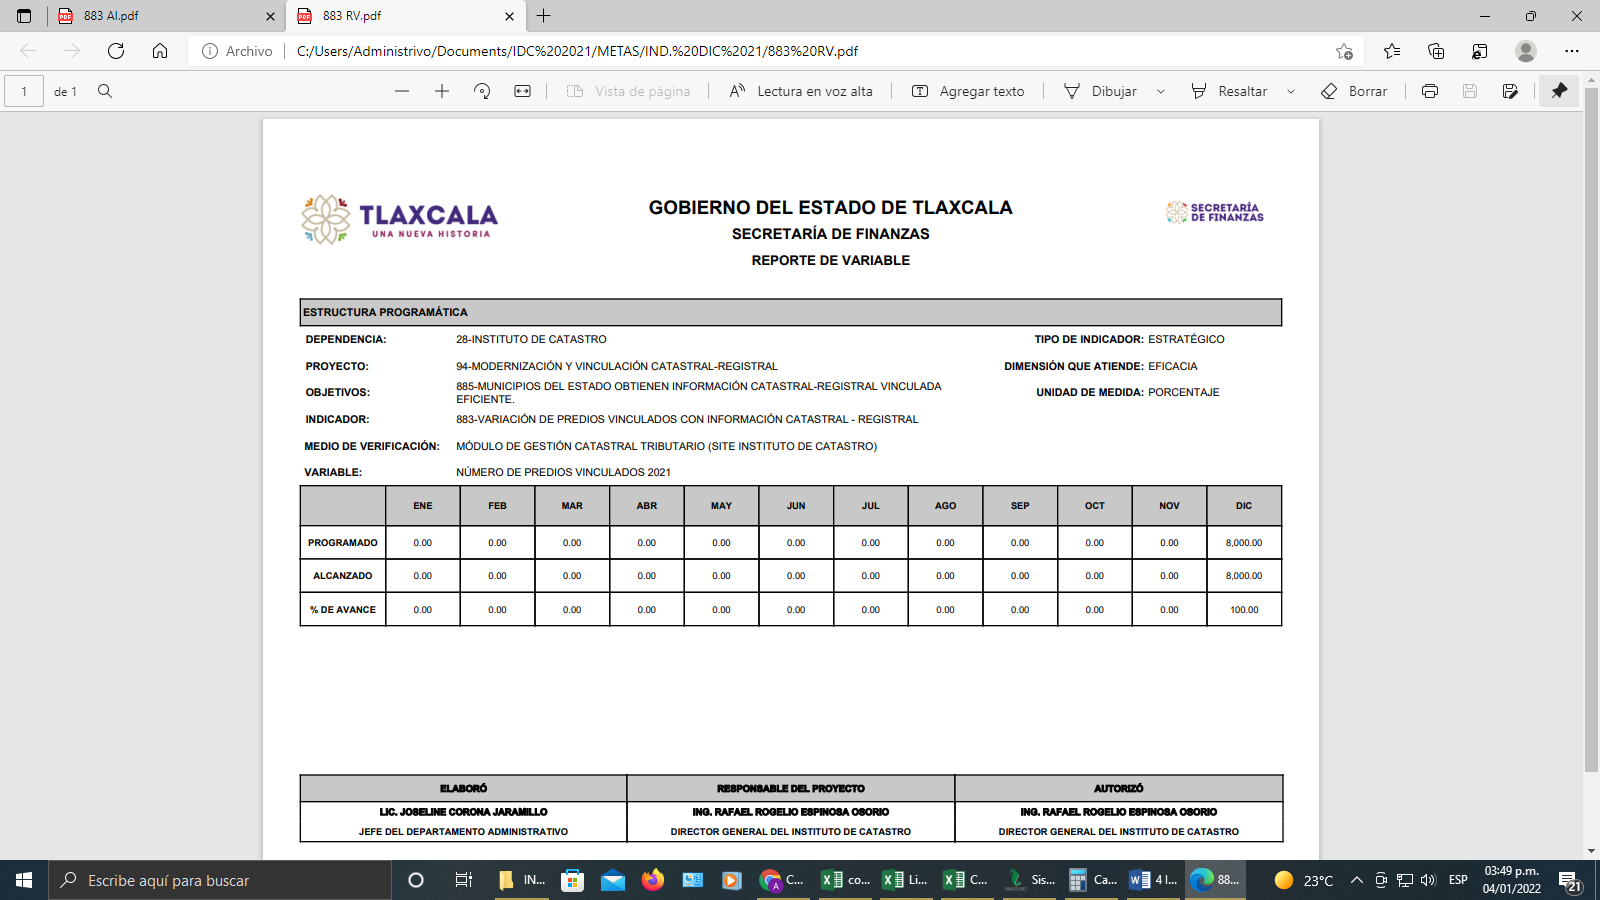 883 AI.pdf
883 RV.pdf
Archivo
C:/Users/Administrivo/Documents/IDC%202021/METAS/IND.%20DIC%2021/883%20RV.pdf
1 de 1
Vista de página
Lectura en voz alta
Agregar texto
Dibujar
Resaltar
Borrar
TLAXCALA
UNA NUEVA HISTORIA
GOBIERNO DEL ESTADO DE TLAXCALA
SECRETARÍA DE FINANZAS
REPORTE DE VARIABLE
SECRETARÍA
DE FINANZAS
ESTRUCTURA PROGRAMÁTICA
DEPENDENCIA: 28-INSTITUTO DE CATASTRO TIPO DE INDICADOR: ESTRATÉGICO
PROYECTO: 94-MODERNIZACIÓN Y VINCULACIÓN CATASTRAL-REGISTRAL DIMENSIÓN QUE ATIENDE: EFICACIA
OBJETIVOS: 885-MUNICIPIOS DEL ESTADO OBTIENEN INFORMACIÓN CATASTRAL-REGISTRAL VINCULADA
EFICIENTE. UNIDAD DE MEDIDA: PORCENTAJE
INDICADOR: 883-VARIACIÓN DE PREDIOS VINCULADOS CON INFORMACIÓN CATASTRAL - REGISTRAL
MEDIO DE VERIFICACIÓN: MÓDULO DE GESTIÓN CATASTRAL TRIBUTARIO (SITE INSTITUTO DE CATASTRO)
VARIABLE: NÚMERO DE PREDIOS VINCULADOS 2021
ENE FEB MAR ABR MAY JUN JUL AGO SEP OCT NOV DIC
PROGRAMADO 0.00 0.00 0.00 0.00 0.00 0.00 0.00 0.00 0.00 0.00 0.00 8,000.00
ALCANZADO 0.00 0.00 0.00 0.00 0.00 0.00 0.00 0.00 0.00 0.00 0.00 8,000.00
% DE AVANCE 0.00 0.00 0.00 0.00 0.00 0.00 0.00 0.00 0.00 0.00 0.00 100.00
ELABORÓ RESPONSABLE DEL PROYECTO AUTORIZÓ
LIC. JOSELINE CORONA JARAMILLO ING. RAFAEL ROGELIO ESPINOSA OSORIO ING. RAFAEL ROGELIO ESPINOSA OSORIO
JEFE DEL DEPARTAMENTO ADMINISTRATIVO DIRECTOR GENERAL DEL INSTITUTO DE CATASTRO DIRECTOR GENERAL DEL INSTITUTO DE CATASTRO
Escribe aquí para buscar
IN...
C...
co...
Li...
C...
Sis...
Ca...
4 I...
88...
23°C
ESP
03:49 p.m.
04/01/2022
21